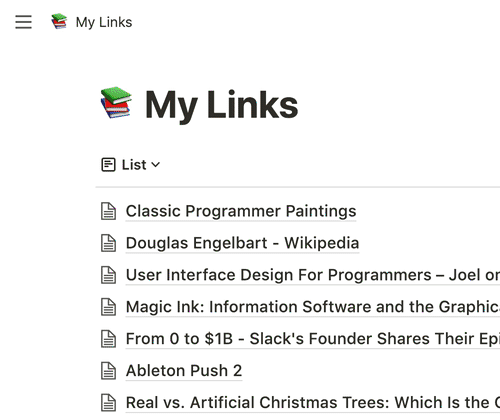 My Links
My Links
List
Classic Programmer Paintings
Douglas Engelbart - Wikipedia
User Interface Design For Programmers – Joel on
Magic Ink: Information Software and the Graphica
From 0 to $1B - Slack's Founder Shares Their Epi
Ableton Push 2
Real vs. Artificial Christmas Trees: Which Is the